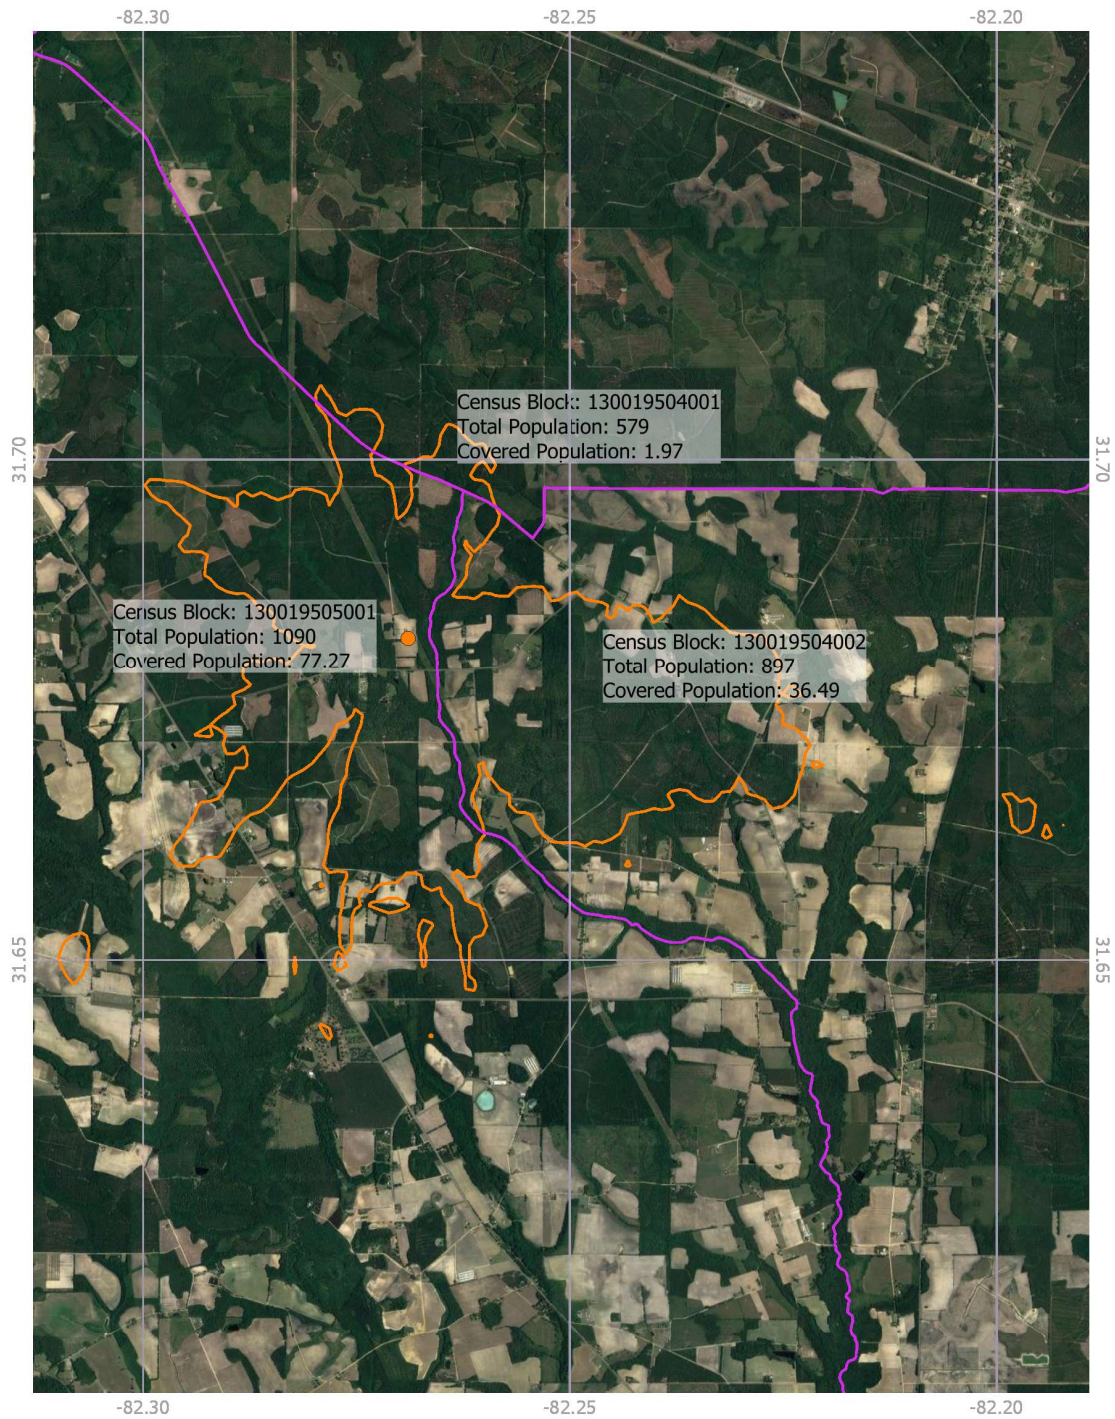 -82.30
-82.25
-82.20
31.70
31.70
Census Block: 130019504001
Total Population: 579
Covered Population: 1.97
Census Block: 130019505001
Total Population: 1090
Covered Population: 77.27
Census Block: 130019504002
Total Population: 897
Covered Population: 36.49
31.65
31.65
-82.30
-82.25
-82.20